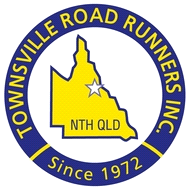 TOWNSVILLE ROAD RUNNERS INC.
NTH QLD
Since 1972